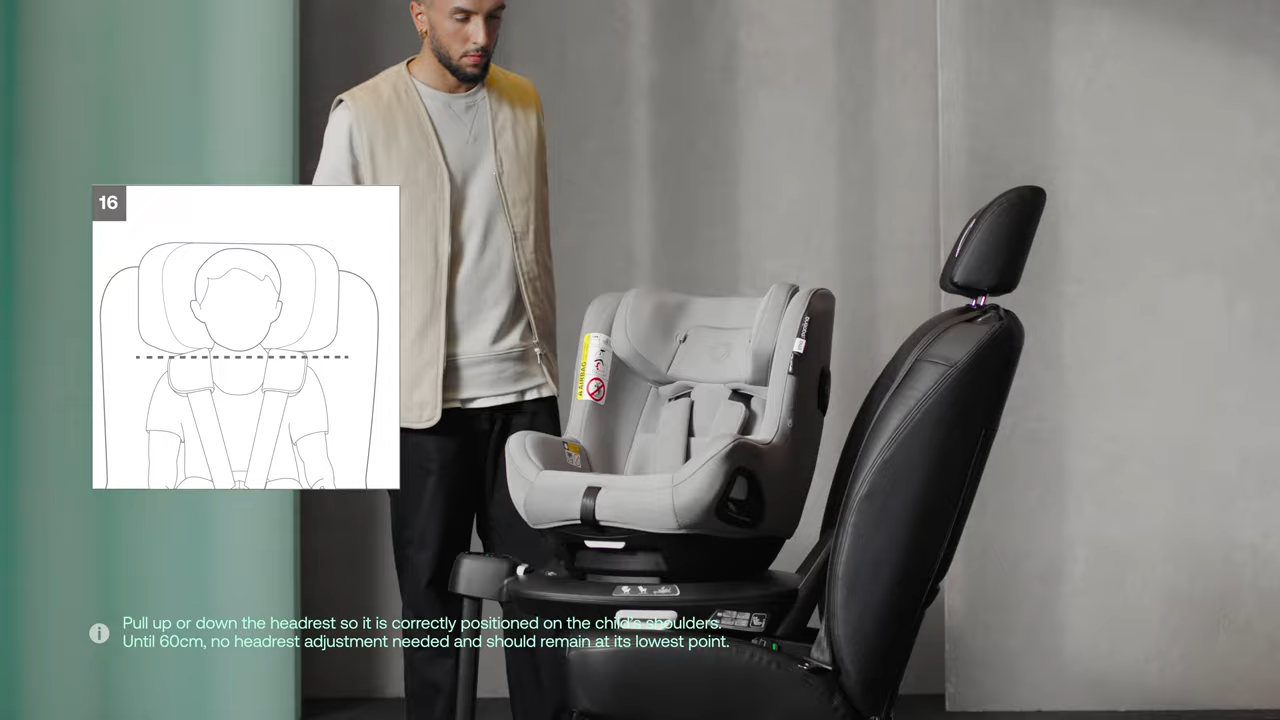 16
AIRBAG
Pull up or down the headrest so it is correctly positioned on the child's shoulders.
Until 60cm, no headrest adjustment needed and should remain at its lowest point.